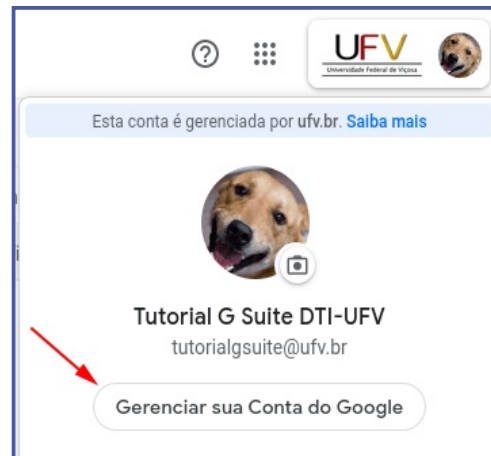 UFV
Universidade Federal de Viçosa
Esta conta é gerenciada por ufv.br. Saiba mais
Tutorial G Suite DTI-UFV
tutorialgsuite@ufv.br
Gerenciar sua Conta do Google